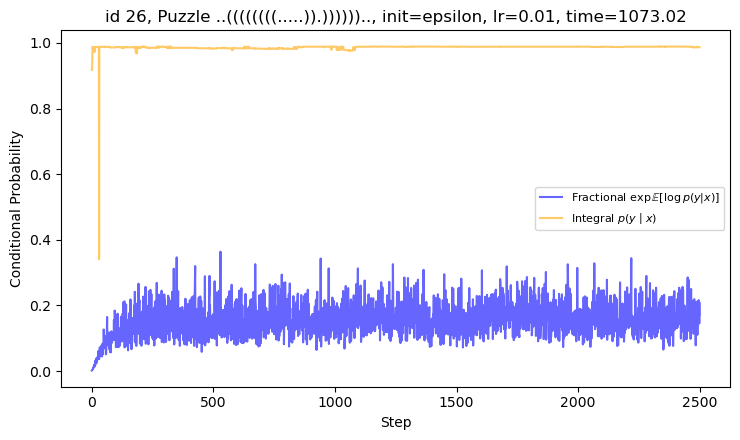 id 26, Puzzle ..((((((((.....)).)))))).., init=epsilon, lr=0.01, time=1073.02
Conditional Probability
1.0
0.8
0.6
0.4
0.2
0.0
Fractional exp𝔼[log p(y|x)]
Integral p(y | x)
0
500
1000
1500
2000
2500
Step